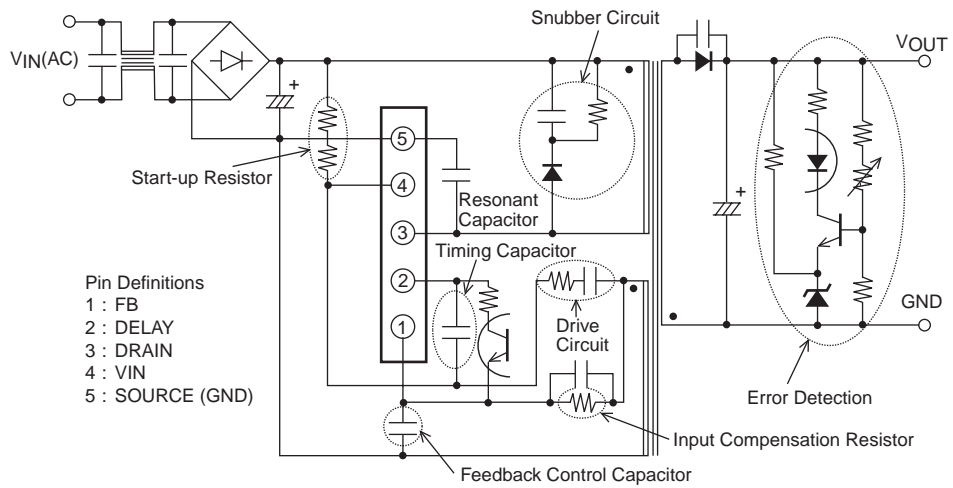 Snubber Circuit
VIN(AC)
VOUT
+
+
Start-up Resistor
5
4
3
2
1
Resonant
Capacitor
Timing Capacitor
Pin Definitions
1 : FB
2 : DELAY
3 : DRAIN
4 : VIN
5 : SOURCE (GND)
Drive
Circuit
GND
Error Detection
Input Compensation Resistor
Feedback Control Capacitor